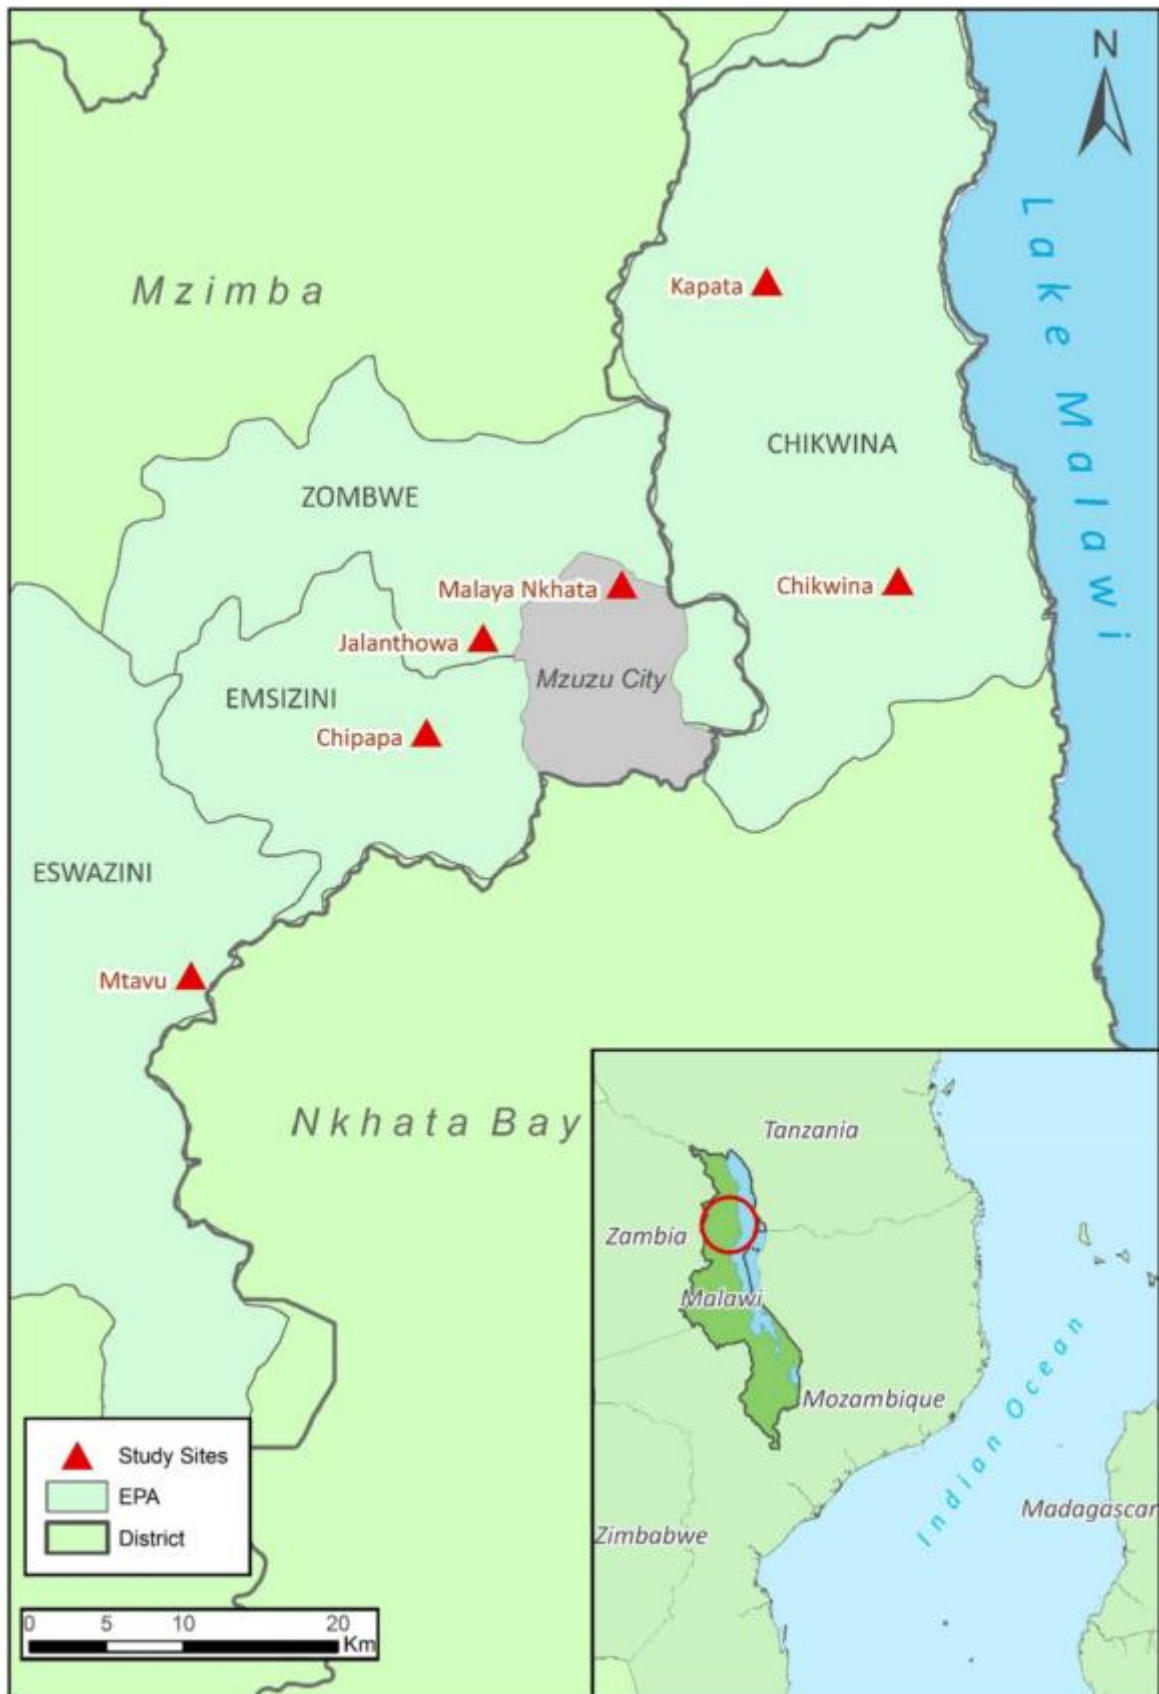 N
Lake Malawi
Mzimba
Kapata
CHIKWINA
ZOMBWE
Malaya Nkhata
Chikwina
Jalanthowa
Mzuzu City
EMSIZINI
Chipapa
ESWAZINI
Mtavu
Nkhata Bay
Tanzania
Zambia
Malawi
Mozambique
Indian Ocean
Madagascar
Zimbabwe
Study Sites
EPA
District
0 5 10 20
Km